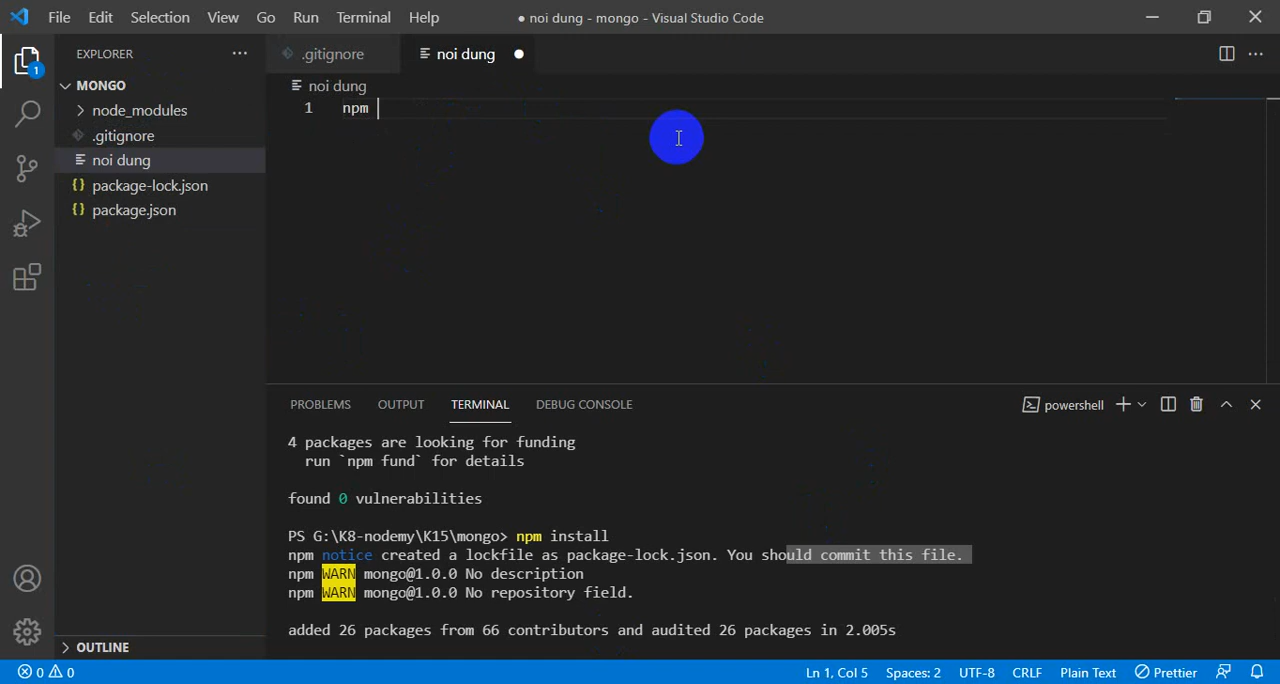 File Edit Selection View Go Run Terminal Help
● noi dung - mongo - Visual Studio Code
EXPLORER
.gitignore
noi dung
1
MONGO
node_modules
.gitignore
noi dung
package-lock.json
package.json
OUTLINE
noi dung
1 npm
PROBLEMS OUTPUT TERMINAL DEBUG CONSOLE
powershell
4 packages are looking for funding
run `npm fund` for details
found 0 vulnerabilities
PS G:\K8-nodemy\K15\mongo> npm install
npm notice created a lockfile as package-lock.json. You should commit this file.
npm WARN mongo@1.0.0 No description
npm WARN mongo@1.0.0 No repository field.
added 26 packages from 66 contributors and audited 26 packages in 2.005s
0 0
Ln 1, Col 5 Spaces: 2 UTF-8 CRLF Plain Text Prettier